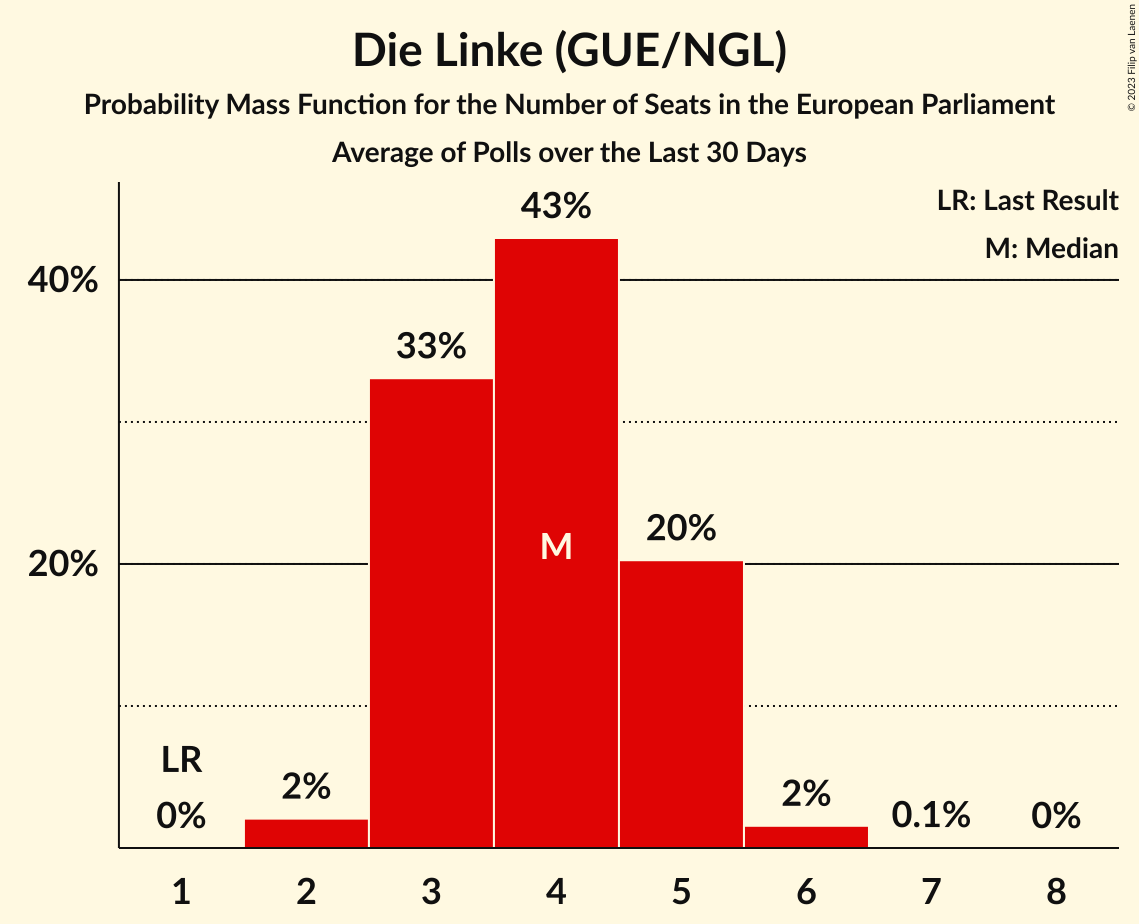 Die Linke (GUE/NGL)
Probability Mass Function for the Number of Seats in the European Parliament
Average of Polls over the Last 30 Days
© 2023 Filip van Laenen
LR: Last Result
M: Median
43%
40%
33%
M
20%
20%
LR
0%
2%
2%
0.1%
0%
1 2 3 4 5 6 7 8